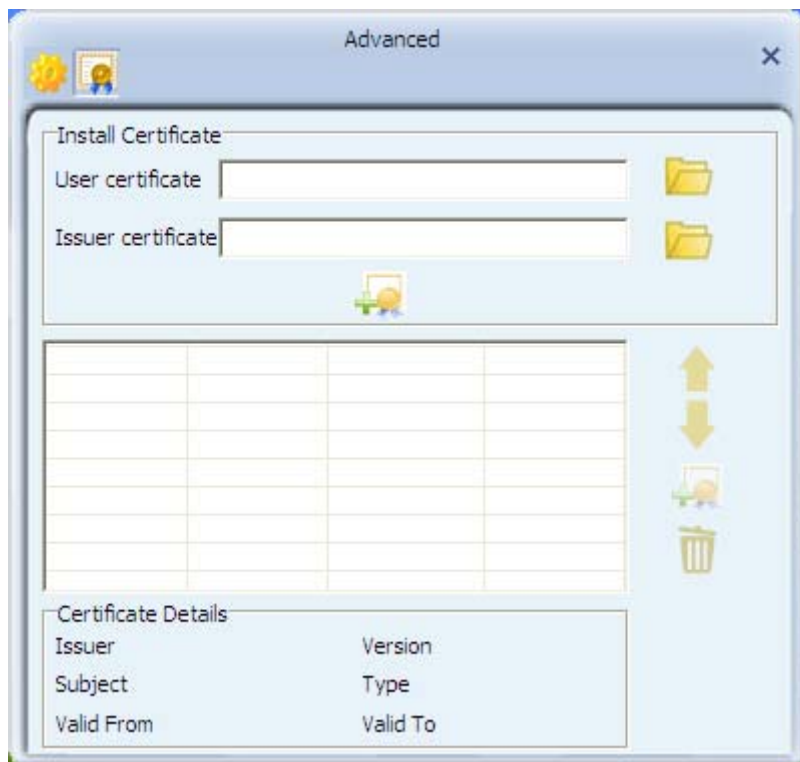 Advanced
Install Certificate
User certificate
Issuer certificate
Certificate Details
Issuer Version
Subject Type
Valid From Valid To